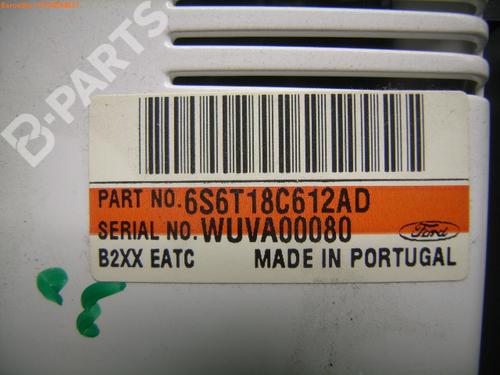 B-PARTS
PART NO. 6S6T18C612AD
SERIAL NO. WUVA00080
Ford
B2XX EATC MADE IN PORTUGAL